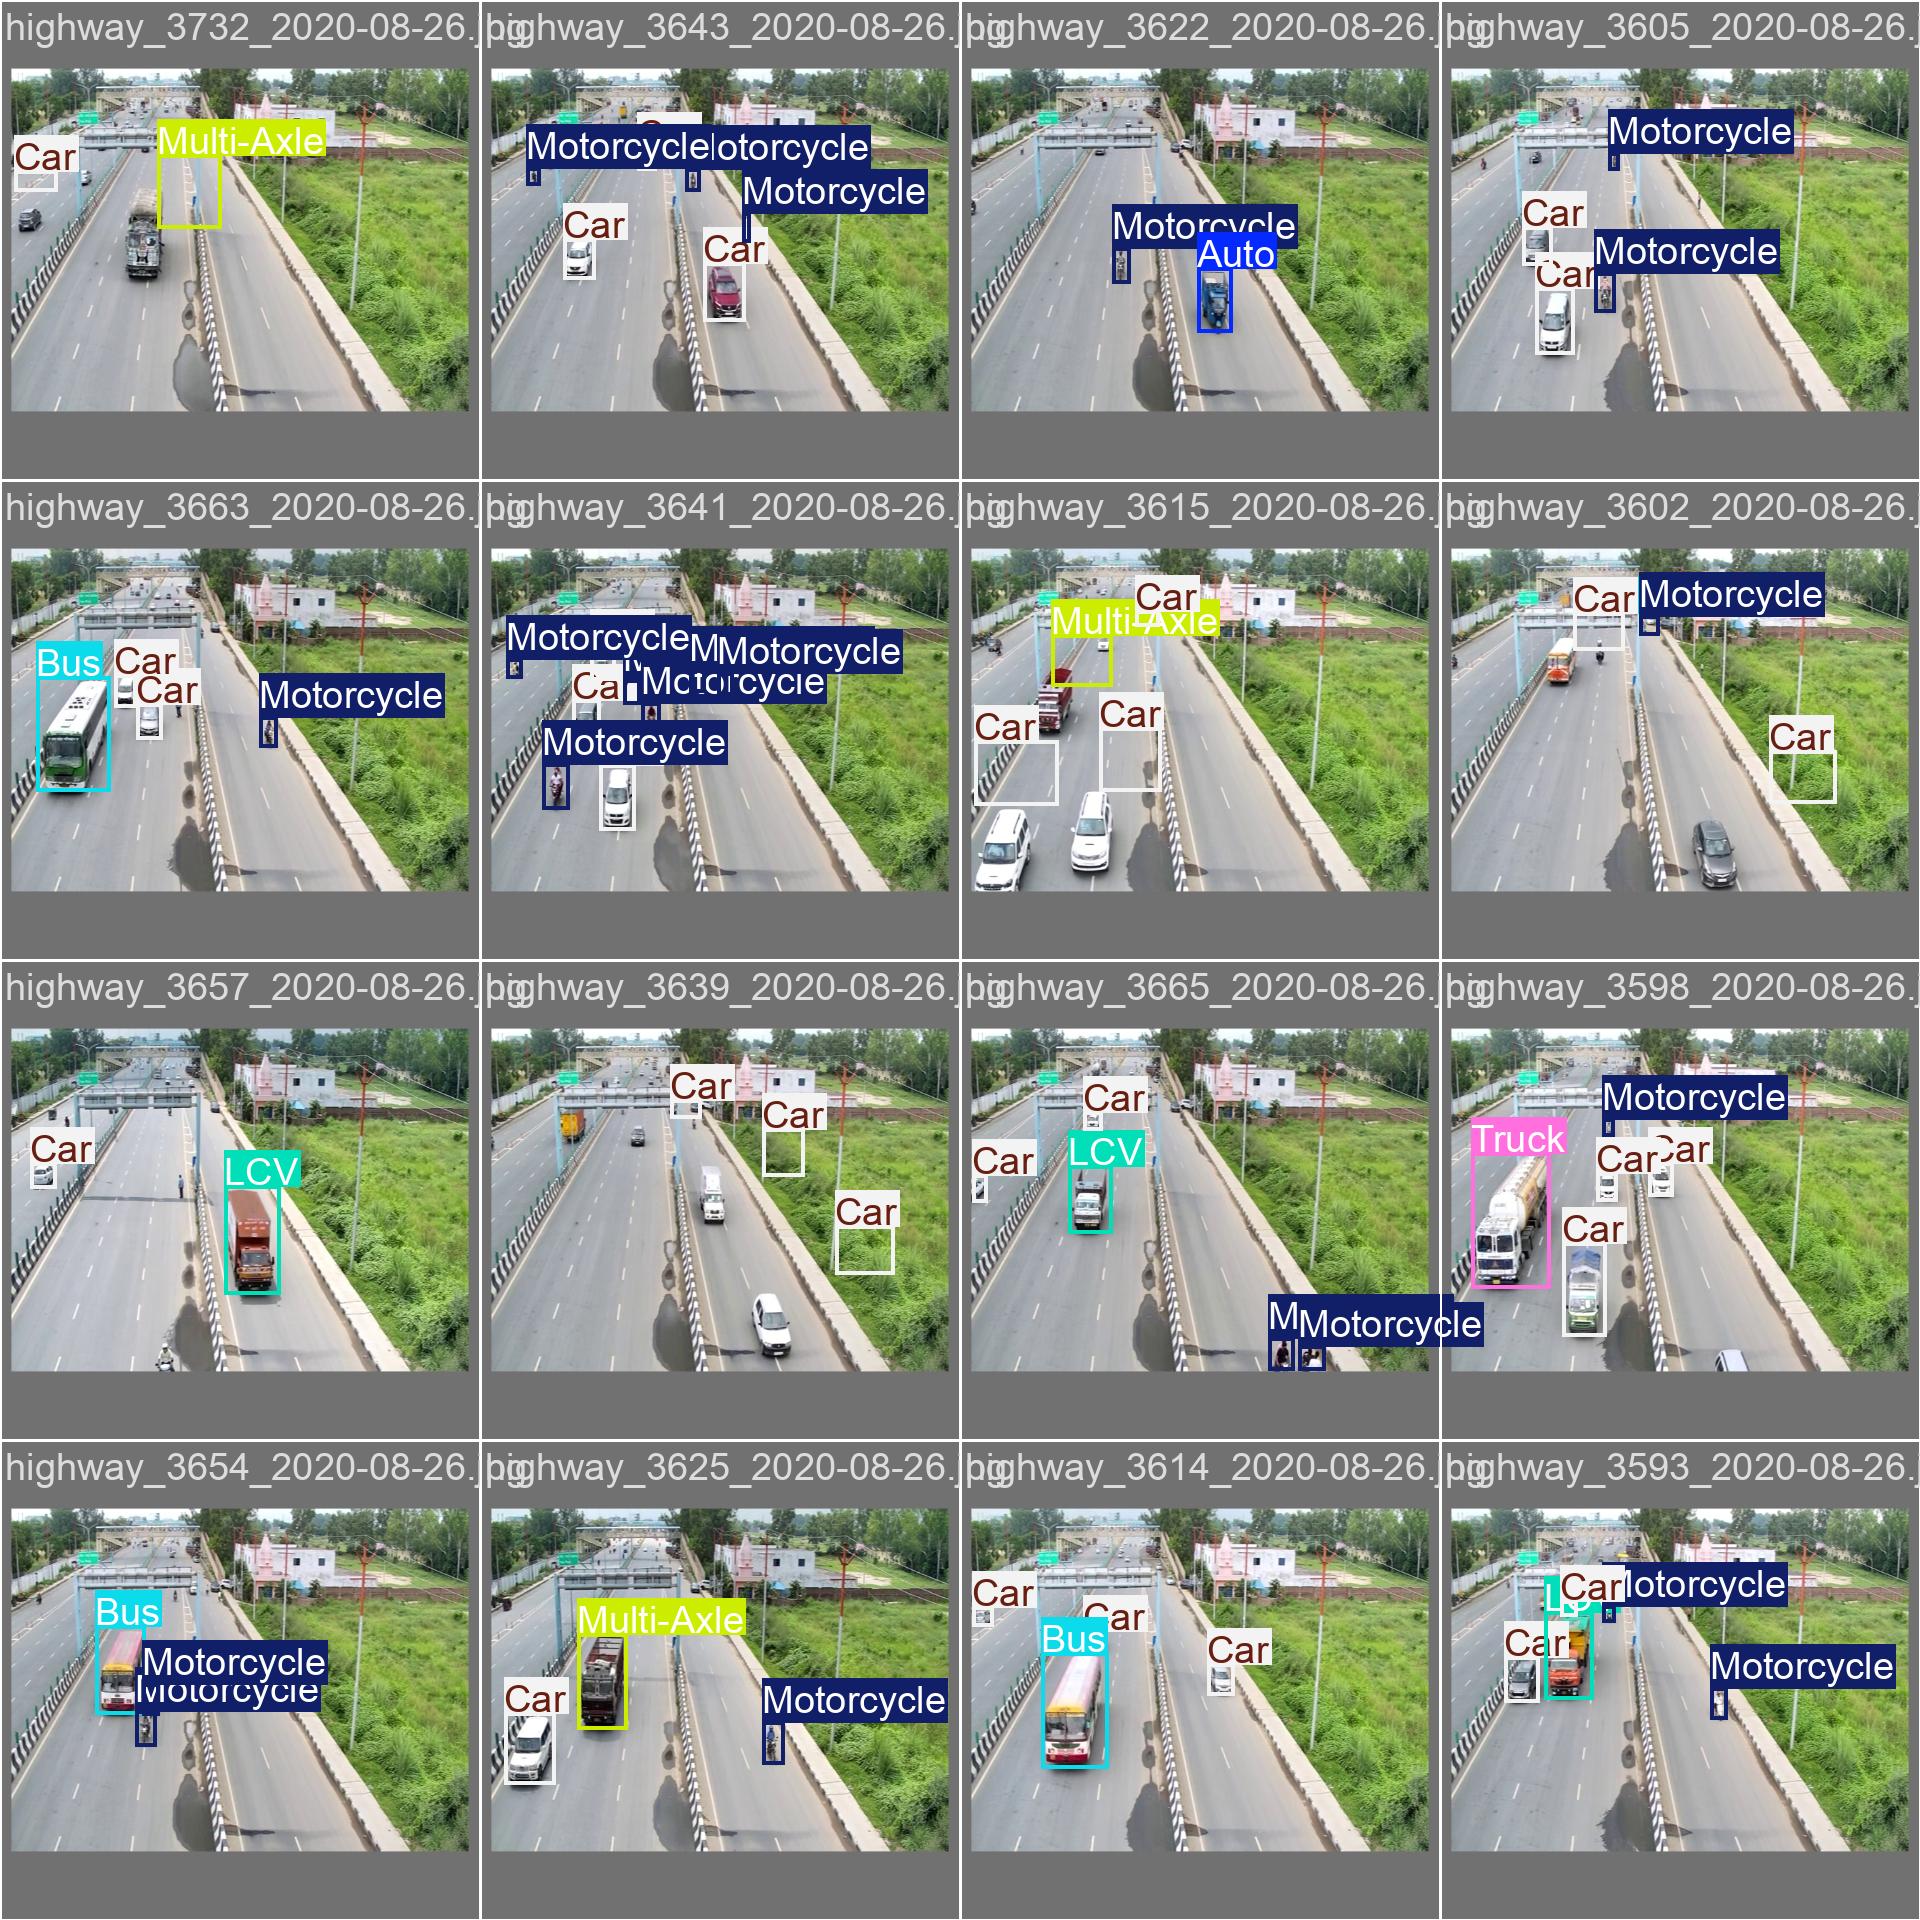 highway_3732_2020-08-26.jpg
highway_3643_2020-08-26.jpg
highway_3622_2020-08-26.jpg
highway_3605_2020-08-26.j
Car
Multi-Axle
Motorcycle
otorcycle
Motorcycle
Car
Car
Motorcycle
Auto
Motorcycle
Car
Motorcycle
Car
highway_3663_2020-08-26.jpg
highway_3641_2020-08-26.jpg
highway_3615_2020-08-26.jpg
highway_3602_2020-08-26.j
Bus
Car
Car
Motorcycle
Motorcycle
M
Motorcycle
Ca
Motorcycle
Motorcycle
Car
Multi-Axle
Car
Car
Car
Motorcycle
Car
highway_3657_2020-08-26.jpg
highway_3639_2020-08-26.jpg
highway_3665_2020-08-26.jpg
highway_3598_2020-08-26.j
Car
LCV
Car
Car
Car
Car
LCV
Car
M
Motorcycle
Motorcycle
Truck
Car
Car
Car
highway_3654_2020-08-26.jpg
highway_3625_2020-08-26.jpg
highway_3614_2020-08-26.jpg
highway_3593_2020-08-26.j
Bus
Motorcycle
Motorcycle
Multi-Axle
Car
Motorcycle
Car
Car
Bus
Car
Car
Motorcycle
Car
Motorcycle